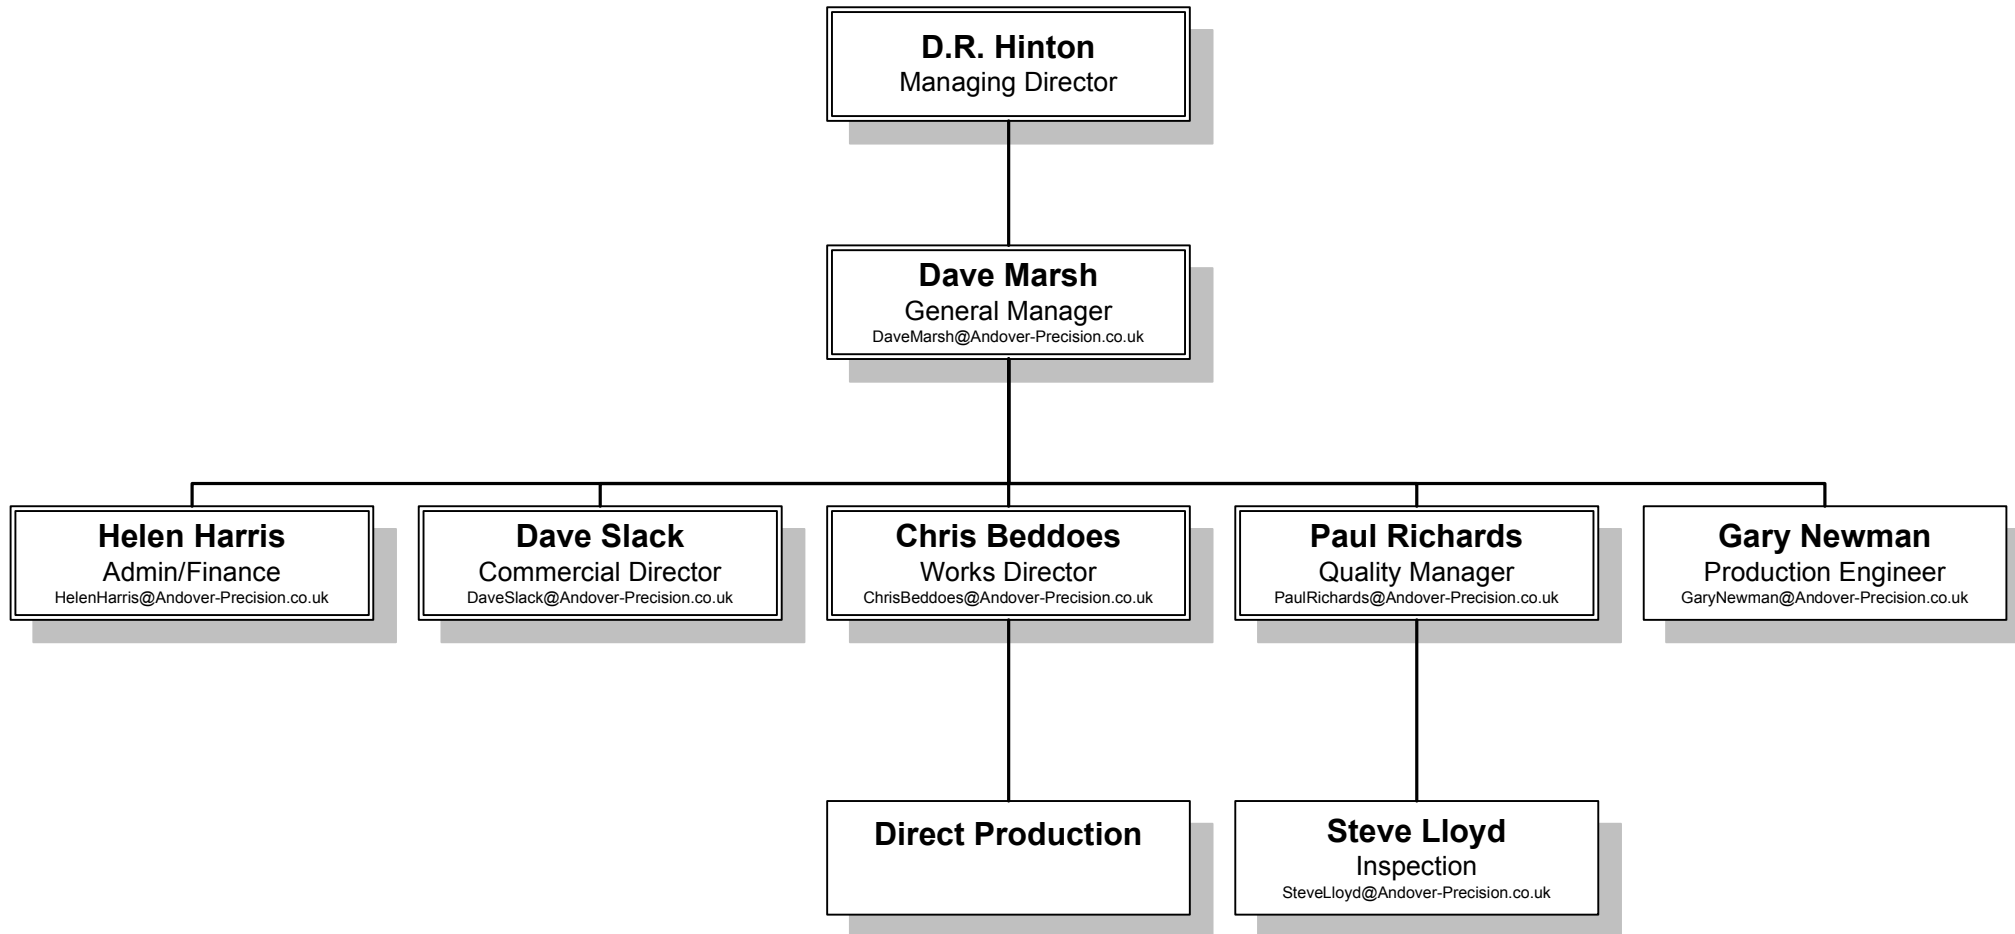 D.R. Hinton
Managing Director
Dave Marsh
General Manager
DaveMarsh@Andover-Precision.co.uk
Helen Harris
Admin/Finance
HelenHarris@Andover-Precision.co.uk
Dave Slack
Commercial Director
DaveSlack@Andover-Precision.co.uk
Chris Beddoes
Works Director
ChrisBeddoes@Andover-Precision.co.uk
Paul Richards
Quality Manager
PaulRichards@Andover-Precision.co.uk
Gary Newman
Production Engineer
GaryNewman@Andover-Precision.co.uk
Direct Production
Steve Lloyd
Inspection
SteveLloyd@Andover-Precision.co.uk